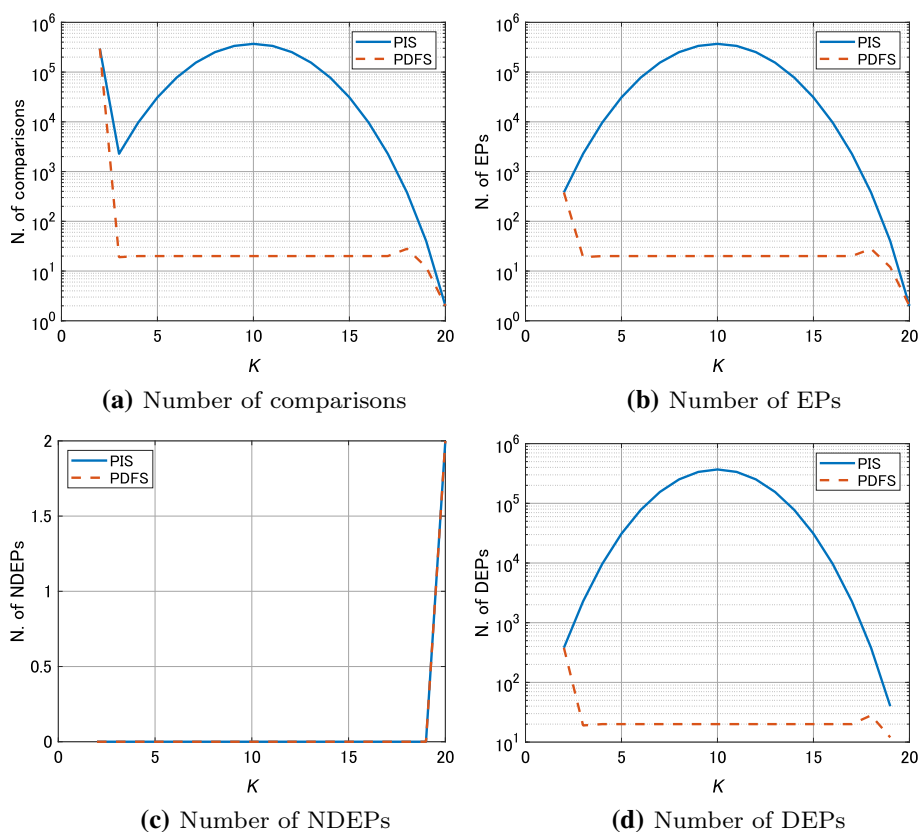 N. of comparisons
10^6
10^5
10^4
10^3
10^2
10^1
10^0
0 5 10 15 20
K
PIS
PDFS
(a) Number of comparisons
N. of EPs
10^6
10^5
10^4
10^3
10^2
10^1
10^0
0 5 10 15 20
K
PIS
PDFS
(b) Number of EPs
N. of NDEPs
2
1.5
1
0.5
0
0 5 10 15 20
K
PIS
PDFS
(c) Number of NDEPs
N. of DEPs
10^6
10^5
10^4
10^3
10^2
10^1
0 5 10 15 20
K
PIS
PDFS
(d) Number of DEPs